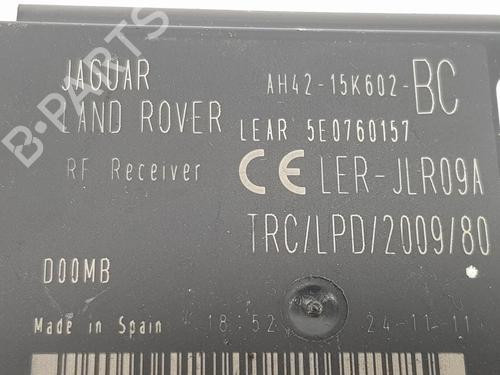 JAGUAR
LAND ROVER
AH42-15K602-BC
LEAR 5E0760157
RF Receiver
CE LER-JLR09A
TRC/LPD/2009/80
D00MB
Made in Spain
18:52
24-11-11
B-PARTS